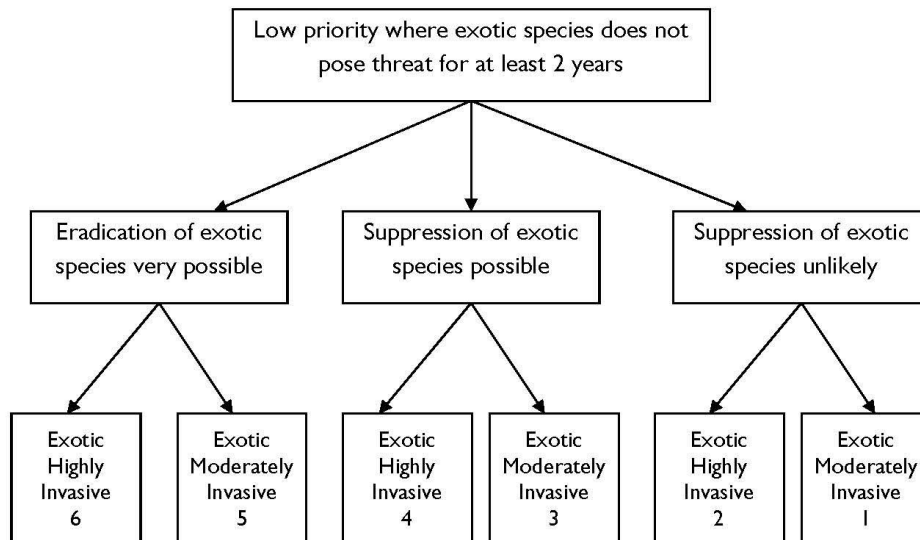 Low priority where exotic species does not
pose threat for at least 2 years
Eradication of exotic
species very possible
Suppression of exotic
species possible
Suppression of exotic
species unlikely
Exotic
Highly
Invasive
6
Exotic
Moderately
Invasive
5
Exotic
Highly
Invasive
4
Exotic
Moderately
Invasive
3
Exotic
Highly
Invasive
2
Exotic
Moderately
Invasive
1